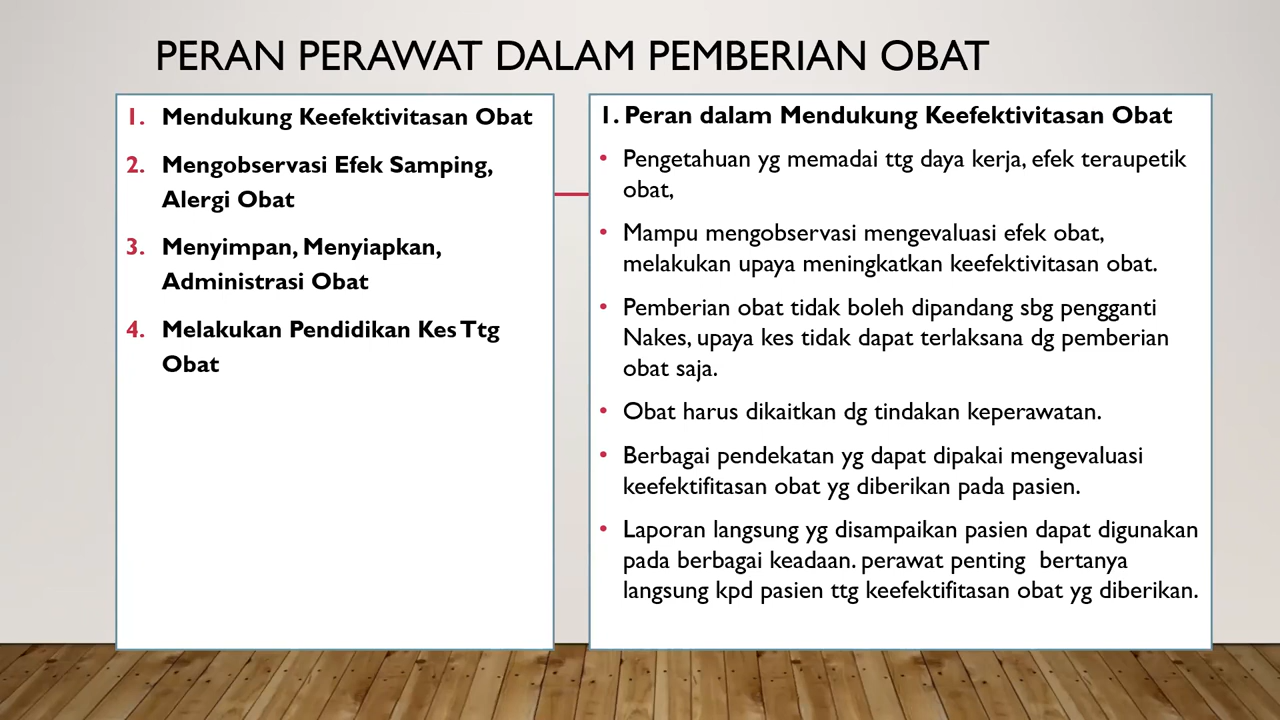 PERAN PERAWAT DALAM PEMBERIAN OBAT
1. Mendukung Keefektivitasan Obat
2. Mengobservasi Efek Samping,
Alergi Obat
3. Menyimpan, Menyiapkan,
Administrasi Obat
4. Melakukan Pendidikan Kes Ttg
Obat
1. Peran dalam Mendukung Keefektivitasan Obat
• Pengetahuan yg memadai ttg daya kerja, efek teraupetik
obat,
• Mampu mengobservasi mengevaluasi efek obat,
melakukan upaya meningkatkan keefektivitasan obat.
• Pemberian obat tidak boleh dipandang sbg pengganti
Nakes, upaya kes tidak dapat terlaksana dg pemberian
obat saja.
• Obat harus dikaitkan dg tindakan keperawatan.
• Berbagai pendekatan yg dapat dipakai mengevaluasi
keefektifitasan obat yg diberikan pada pasien.
• Laporan langsung yg disampaikan pasien dapat digunakan
pada berbagai keadaan. perawat penting bertanya
langsung kpd pasien ttg keefektifitasan obat yg diberikan.